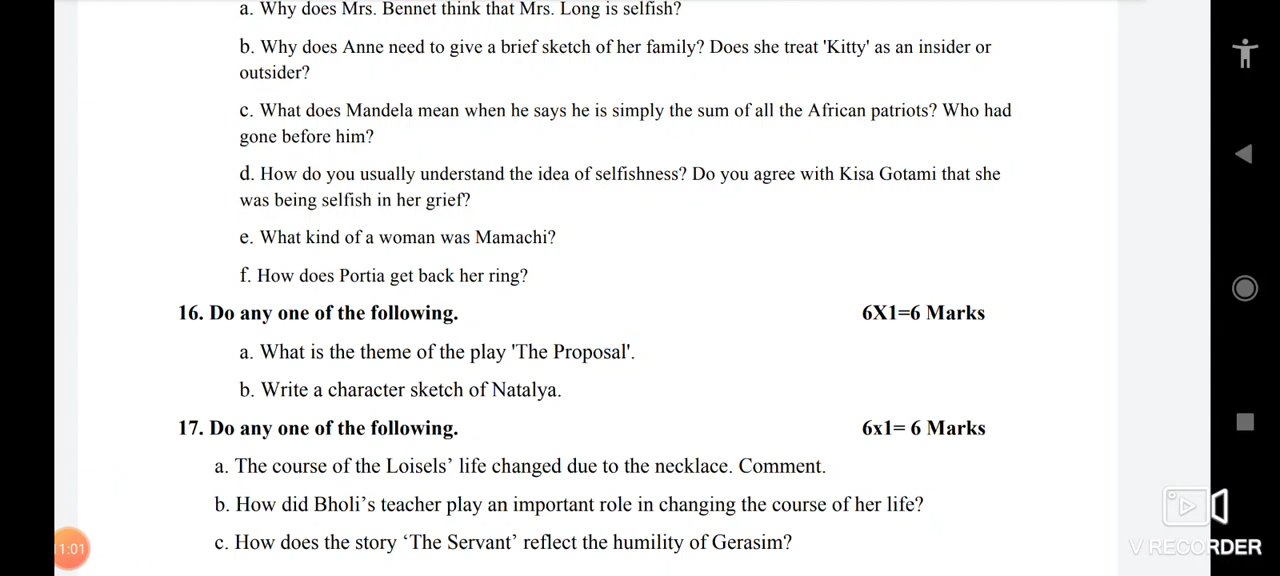 a. Why does Mrs. Bennet think that Mrs. Long is selfish?
b. Why does Anne need to give a brief sketch of her family? Does she treat 'Kitty' as an insider or
outsider?
c. What does Mandela mean when he says he is simply the sum of all the African patriots? Who had
gone before him?
d. How do you usually understand the idea of selfishness? Do you agree with Kisa Gotami that she
was being selfish in her grief?
e. What kind of a woman was Mamachi?
f. How does Portia get back her ring?
16. Do any one of the following. 6X1=6 Marks
a. What is the theme of the play 'The Proposal'.
b. Write a character sketch of Natalya.
17. Do any one of the following. 6x1= 6 Marks
a. The course of the Loisels’ life changed due to the necklace. Comment.
b. How did Bholi’s teacher play an important role in changing the course of her life?
c. How does the story ‘The Servant’ reflect the humility of Gerasim?
11:01
V RECORDER